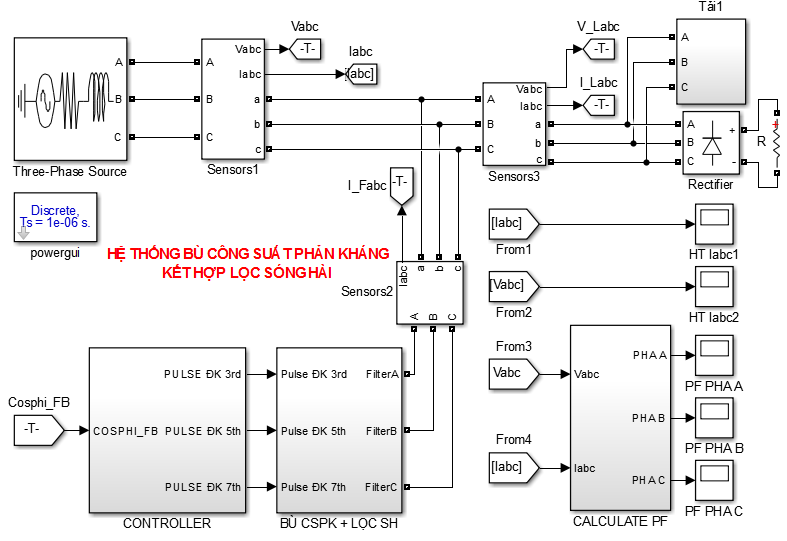 Vabc
-T-
Iabc
[Iabc]
V_Labc
-T-
I_Labc
-T-
Tải1
A
B
C
A
B
C
Three-Phase Source
A
B
C
Vabc
Iabc
a
b
c
Sensors1
A
B
C
Vabc
Iabc
a
b
c
Sensors3
A
B
C
+
-
Rectifier
+
R
Discrete,
Ts = 1e-06 s.
powergui
I_Fabc
-T-
HỆ THỐNG BÙ CÔNG SUẤT PHẢN KHÁNG
KẾT HỢP LỌC SÓNG HÀI
Iabc
a
b
c
A
B
C
Sensors2
[Iabc]
From1
HT Iabc1
[Vabc]
From2
HT Iabc2
Cosphi_FB
-T-
COSPHI_FB
PULSE ĐK 3rd
PULSE ĐK 5th
PULSE ĐK 7th
CONTROLLER
Pulse ĐK 3rd
Pulse ĐK 5th
Pulse ĐK 7th
FilterA
FilterB
FilterC
BÙ CSPK + LỌC SH
From3
Vabc
From4
[Iabc]
Vabc
Iabc
PHA A
PHA B
PHA C
CALCULATE PF
PF PHA A
PF PHA B
PF PHA C